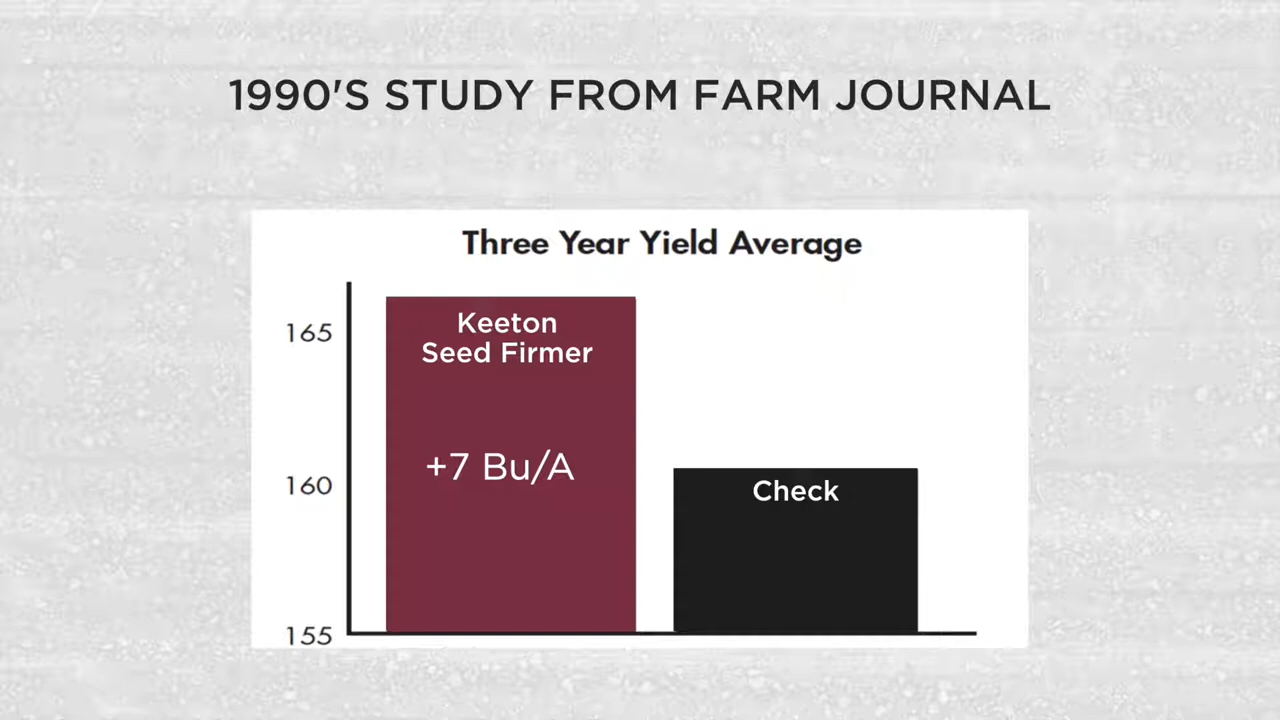 1990'S STUDY FROM FARM JOURNAL
Three Year Yield Average
165
Keeton
Seed Firmer
+7 Bu/A
160
Check
155